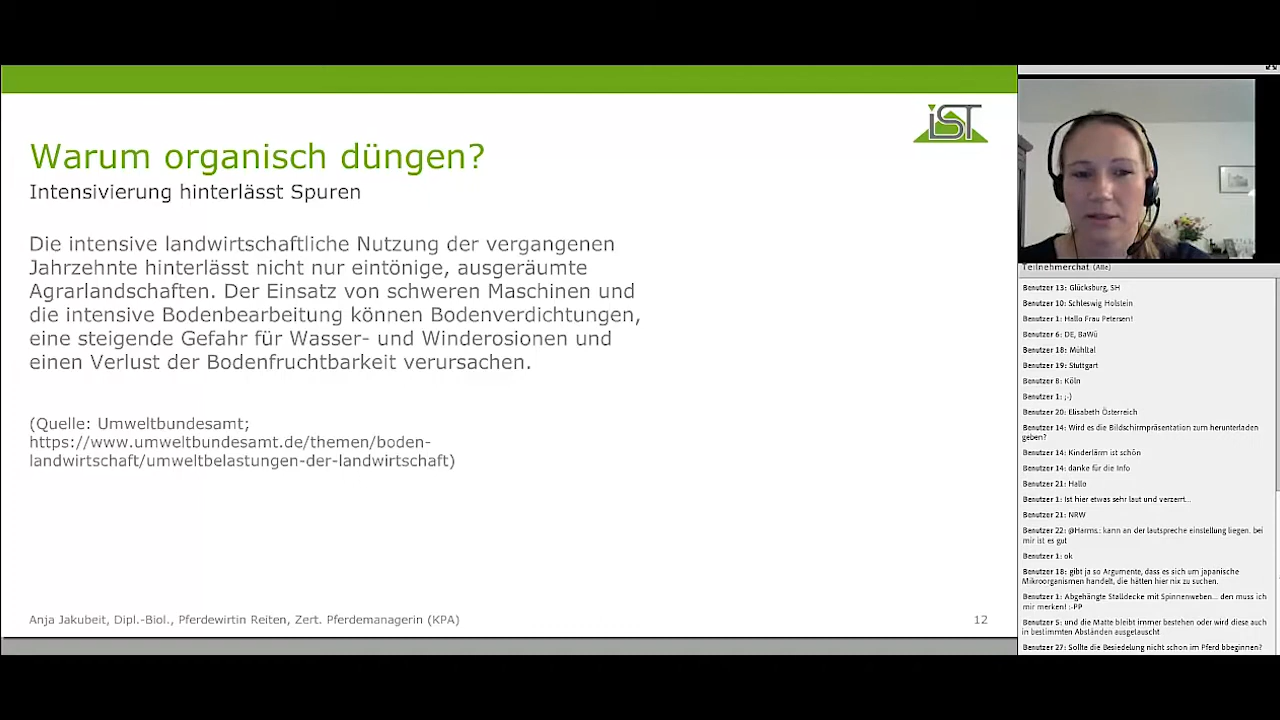 iST
Warum organisch düngen?
Intensivierung hinterlässt Spuren
Die intensive landwirtschaftliche Nutzung der vergangenen
Jahrzehnte hinterlässt nicht nur eintönige, ausgeräumte
Agrarlandschaften. Der Einsatz von schweren Maschinen und
die intensive Bodenbearbeitung können Bodenverdichtungen,
eine steigende Gefahr für Wasser- und Winderosionen und
einen Verlust der Bodenfruchtbarkeit verursachen.
(Quelle: Umweltbundesamt;
https://www.umweltbundesamt.de/themen/boden-
landwirtschaft/umweltbelastungen-der-landwirtschaft)
Anja Jakubeit, Dipl.-Biol., Pferdewirtin Reiten, Zert. Pferdemanagerin (KPA)
12
Teilnehmerchat (Alle)
Benutzer 13: Glücksburg, SH
Benutzer 10: Schleswig Holstein
Benutzer 1: Hallo Frau Petersen!
Benutzer 6: DE, BaWü
Benutzer 18: Mühltal
Benutzer 19: Stuttgart
Benutzer 8: Köln
Benutzer 1: ;-)
Benutzer 20: Elisabeth Österreich
Benutzer 14: Wird es die Bildschirmpräsentation zum herunterladen
geben?
Benutzer 14: Kinderlärm ist schön
Benutzer 14: danke für die Info
Benutzer 21: Hallo
Benutzer 1: Ist hier etwas sehr laut und verzerrt...
Benutzer 21: NRW
Benutzer 22: @Harms.: kann an der lautspreche einstellung liegen. bei
mir ist es gut
Benutzer 1: ok
Benutzer 18: gibt ja so Argumente, dass es sich um japanische
Mikroorganismen handelt, die hätten hier nix zu suchen.
Benutzer 1: Abgehängte Stalldecke mit Spinnenweben... den muss ich
mir merken! :-PP
Benutzer 5: und die Matte bleibt immer bestehen oder wird diese auch
in bestimmten Abständen ausgetauscht
Benutzer 27: Sollte die Besiedelung nicht schon im Pferd bbeginnen?